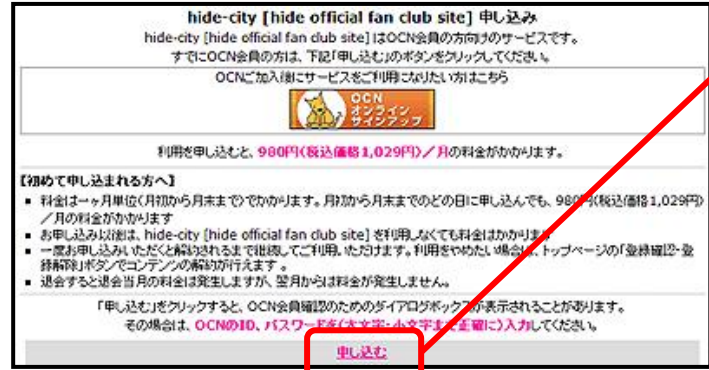 hide-city [hide official fan club site] 申し込み
hide-city [hide official fan club site] はOCN会員の方向けのサービスです。
すでにOCN会員の方は、下記「申し込む」のボタンをクリックしてください。
OCNご加入後にサービスをご利用になりたい方はこちら
OCN
オンライン
サインアップ
利用を申し込むと、980円(税込価格1,029円)／月の料金がかかります。
【初めて申し込まれる方へ】
■ 料金は一ヶ月単位(月初から月末まで)でかかります。月初から月末までのどの日に申し込んでも、980円(税込価格1,029円)
／月の料金がかかります
■ お申し込み以後は、hide-city [hide official fan club site] を利用しなくても料金はかかります
■ 一度お申し込みいただくと解約されるまで継続してご利用いただけます。利用をやめたい場合は、トップページの「登録確認・登
録解除」ボタンでコンテンツの解約が行えます。
■ 退会すると退会当月の料金は発生しますが、翌月からは料金が発生しません。
「申し込む」をクリックすると、OCN会員確認のためのダイアログボックスが表示されることがあります。
その場合は、OCNのID、パスワードを(大文字・小文字まで正確に)入力してください。
申し込む